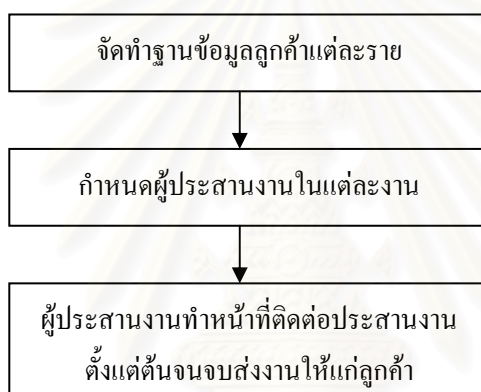 จัดทำฐานข้อมูลลูกค้าแต่ละราย
กำหนดผู้ประสานงานในแต่ละงาน
ผู้ประสานงานทำหน้าที่ติดต่อประสานงาน
ตั้งแต่ต้นจนจบส่งงานให้แก่ลูกค้า